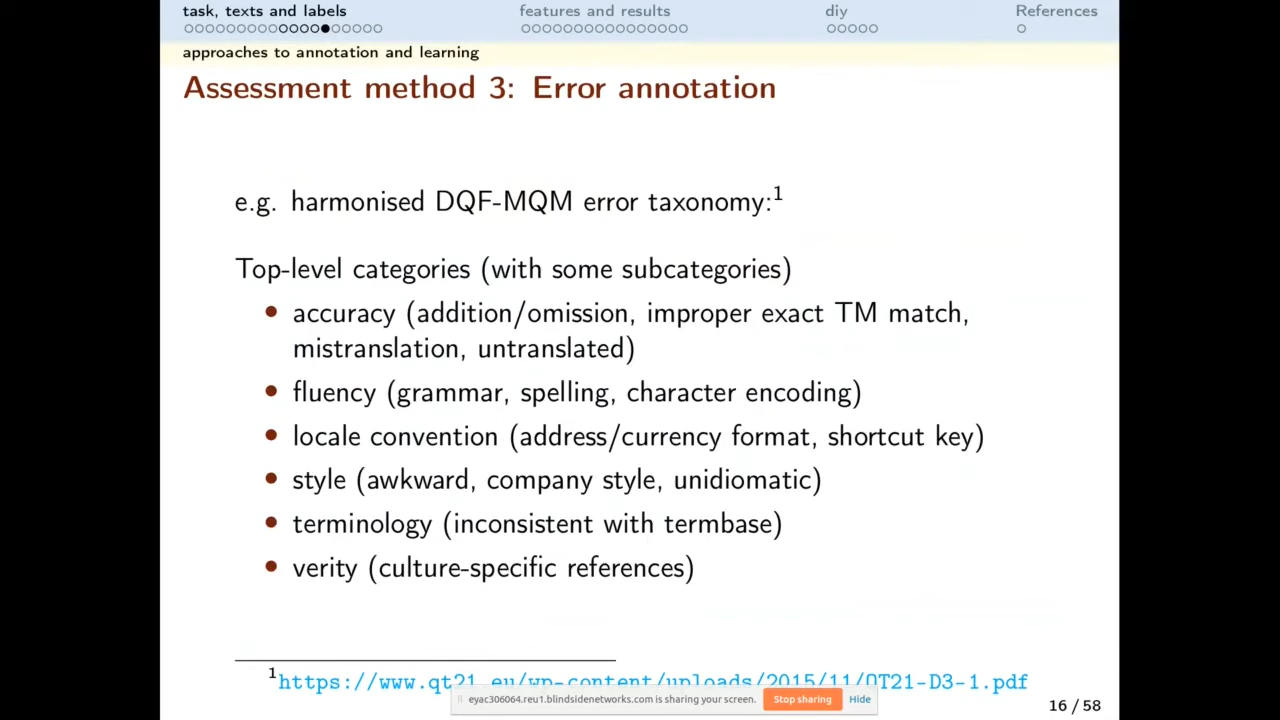 task, texts and labels
features and results
diy
References
approaches to annotation and learning
Assessment method 3: Error annotation
e.g. harmonised DQF-MQM error taxonomy:1
Top-level categories (with some subcategories)
• accuracy (addition/omission, improper exact TM match,
mistranslation, untranslated)
• fluency (grammar, spelling, character encoding)
• locale convention (address/currency format, shortcut key)
• style (awkward, company style, unidiomatic)
• terminology (inconsistent with termbase)
• verity (culture-specific references)
1https://www.qt21.eu/wp-content/uploads/2015/11/QT21-D3-1.pdf
eyac306064.reu1.blindsidenetworks.com is sharing your screen.
Stop sharing
Hide
16 / 58